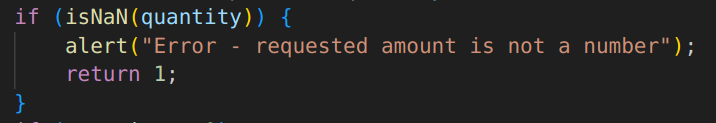 if (isNaN(quantity)) {
    alert("Error - requested amount is not a number");
    return 1;
}